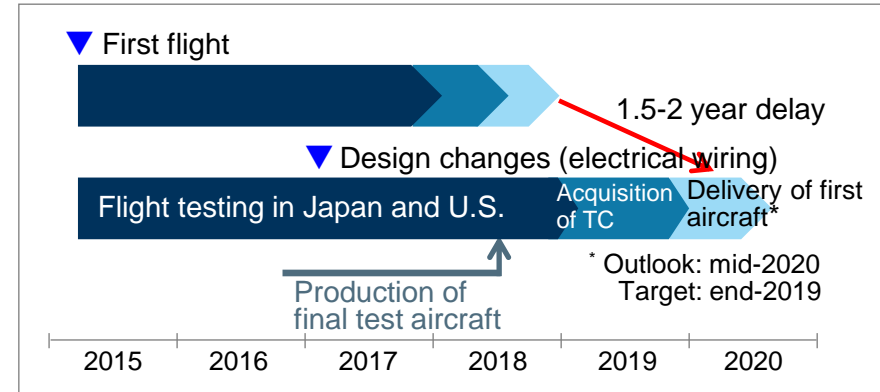 ▼ First flight
1.5-2 year delay
▼ Design changes (electrical wiring)
Flight testing in Japan and U.S.
Acquisition
of TC
Delivery of first
aircraft*
* Outlook: mid-2020
Target: end-2019
Production of
final test aircraft
2015 2016 2017 2018 2019 2020